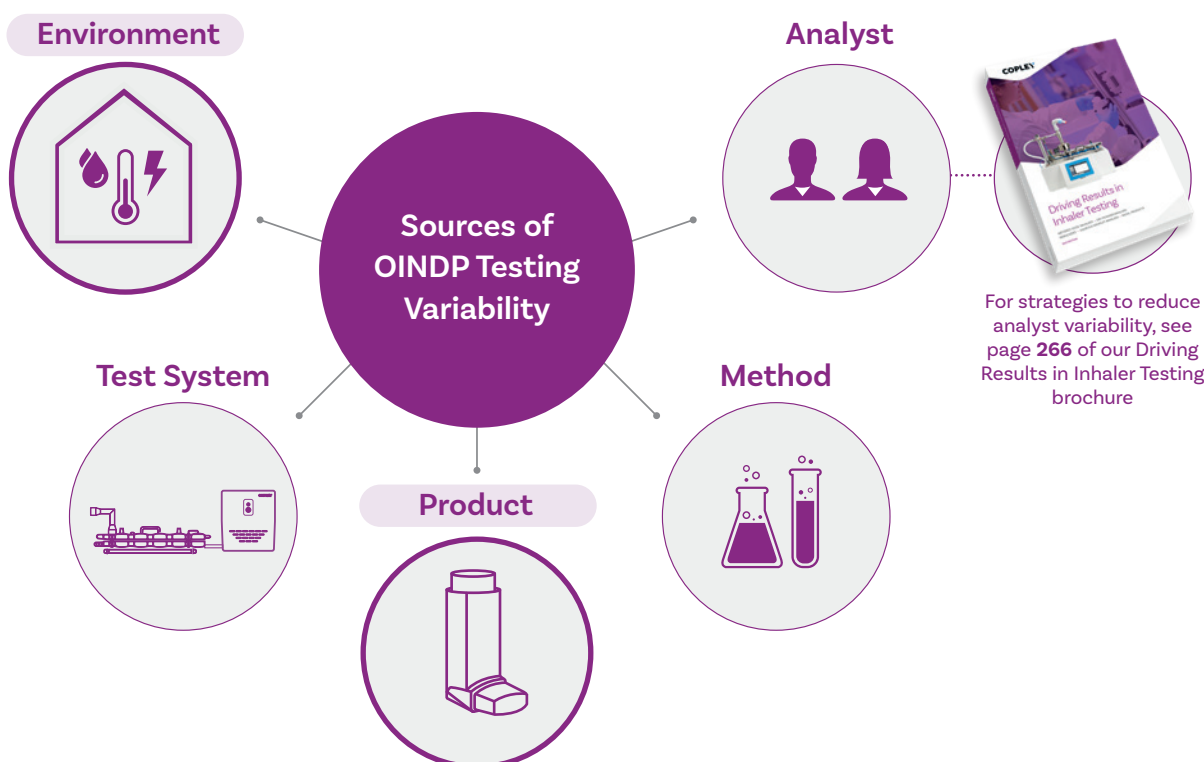 Environment
Analyst
COPLEY
Driving Results in
Inhaler Testing
Sources of
OINDP Testing
Variability
For strategies to reduce
analyst variability, see
page 266 of our Driving
Results in Inhaler Testing
brochure
Test System
Method
Product